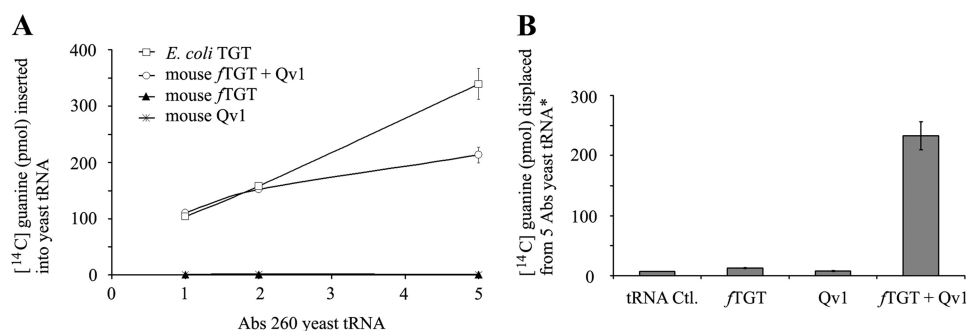 A
[14C] guanine (pmol) inserted
into yeast tRNA
400
300
200
100
0
E. coli TGT
mouse fTGT + Qv1
mouse fTGT
mouse Qv1
0 1 2 3 4 5
Abs 260 yeast tRNA
B
[14C] guanine (pmol) displaced
from 5 Abs yeast tRNA*
300
200
100
0
tRNA Ctl. fTGT Qv1 fTGT + Qv1